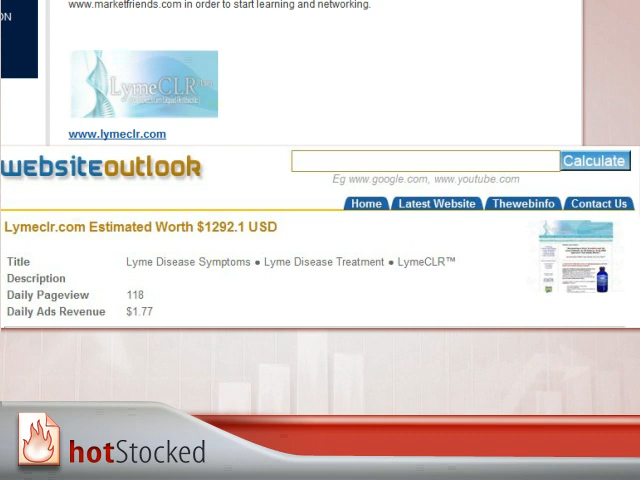 ON
www.marketfriends.com in order to start learning and networking.
LymeCLR™
www.lymeclr.com
websiteoutlook
Calculate
Eg www.google.com, www.youtube.com
Home Latest Website Thewebinfo Contact Us
Lymeclr.com Estimated Worth $1292.1 USD
Title Lyme Disease Symptoms ● Lyme Disease Treatment ● LymeCLR™
Description
Daily Pageview 118
Daily Ads Revenue $1.77
hotStocked